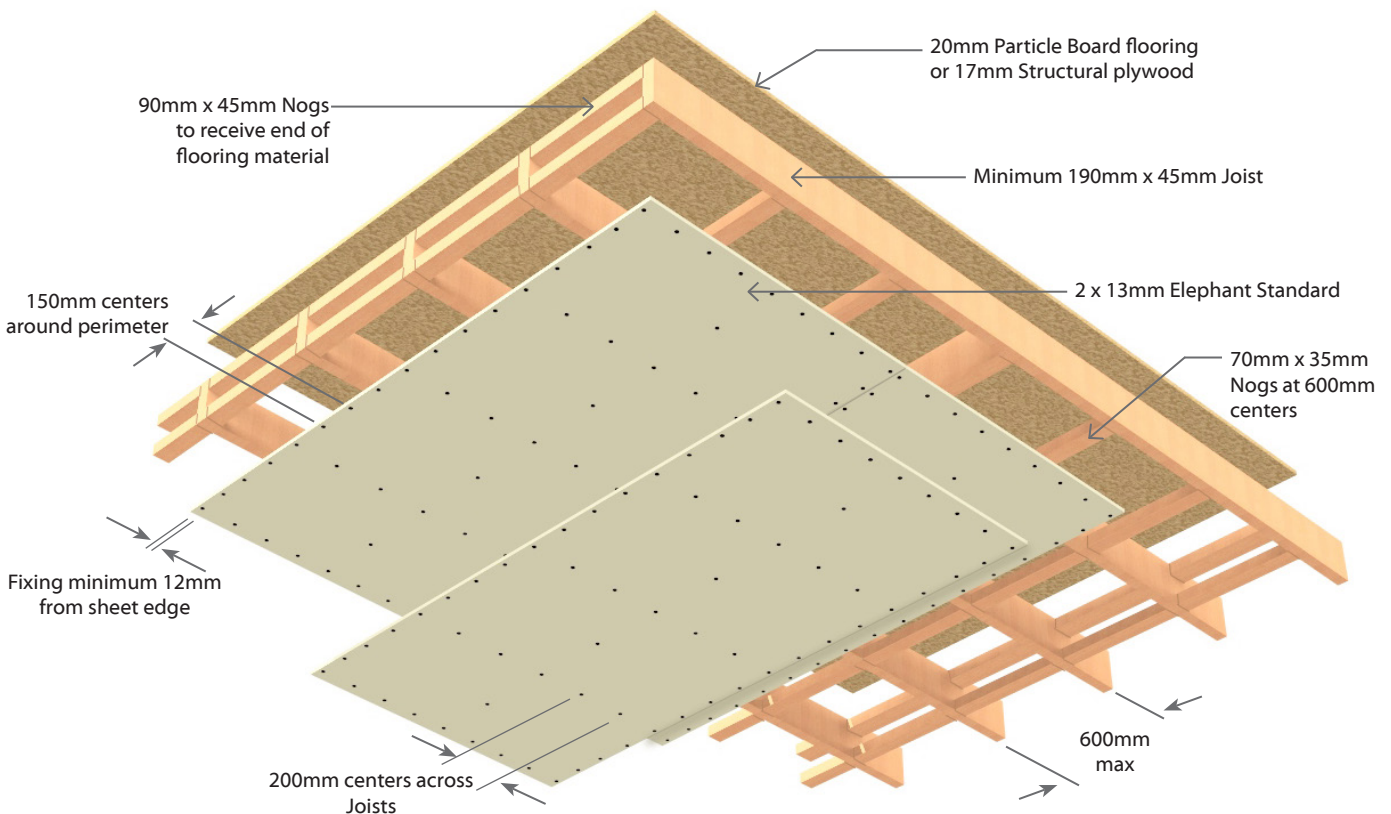 20mm Particle Board flooring
or 17mm Structural plywood
90mm x 45mm Nogs
to receive end of
flooring material
Minimum 190mm x 45mm Joist
2 x 13mm Elephant Standard
150mm centers
around perimeter
70mm x 35mm
Nogs at 600mm
centers
Fixing minimum 12mm
from sheet edge
600mm
max
200mm centers across
Joists